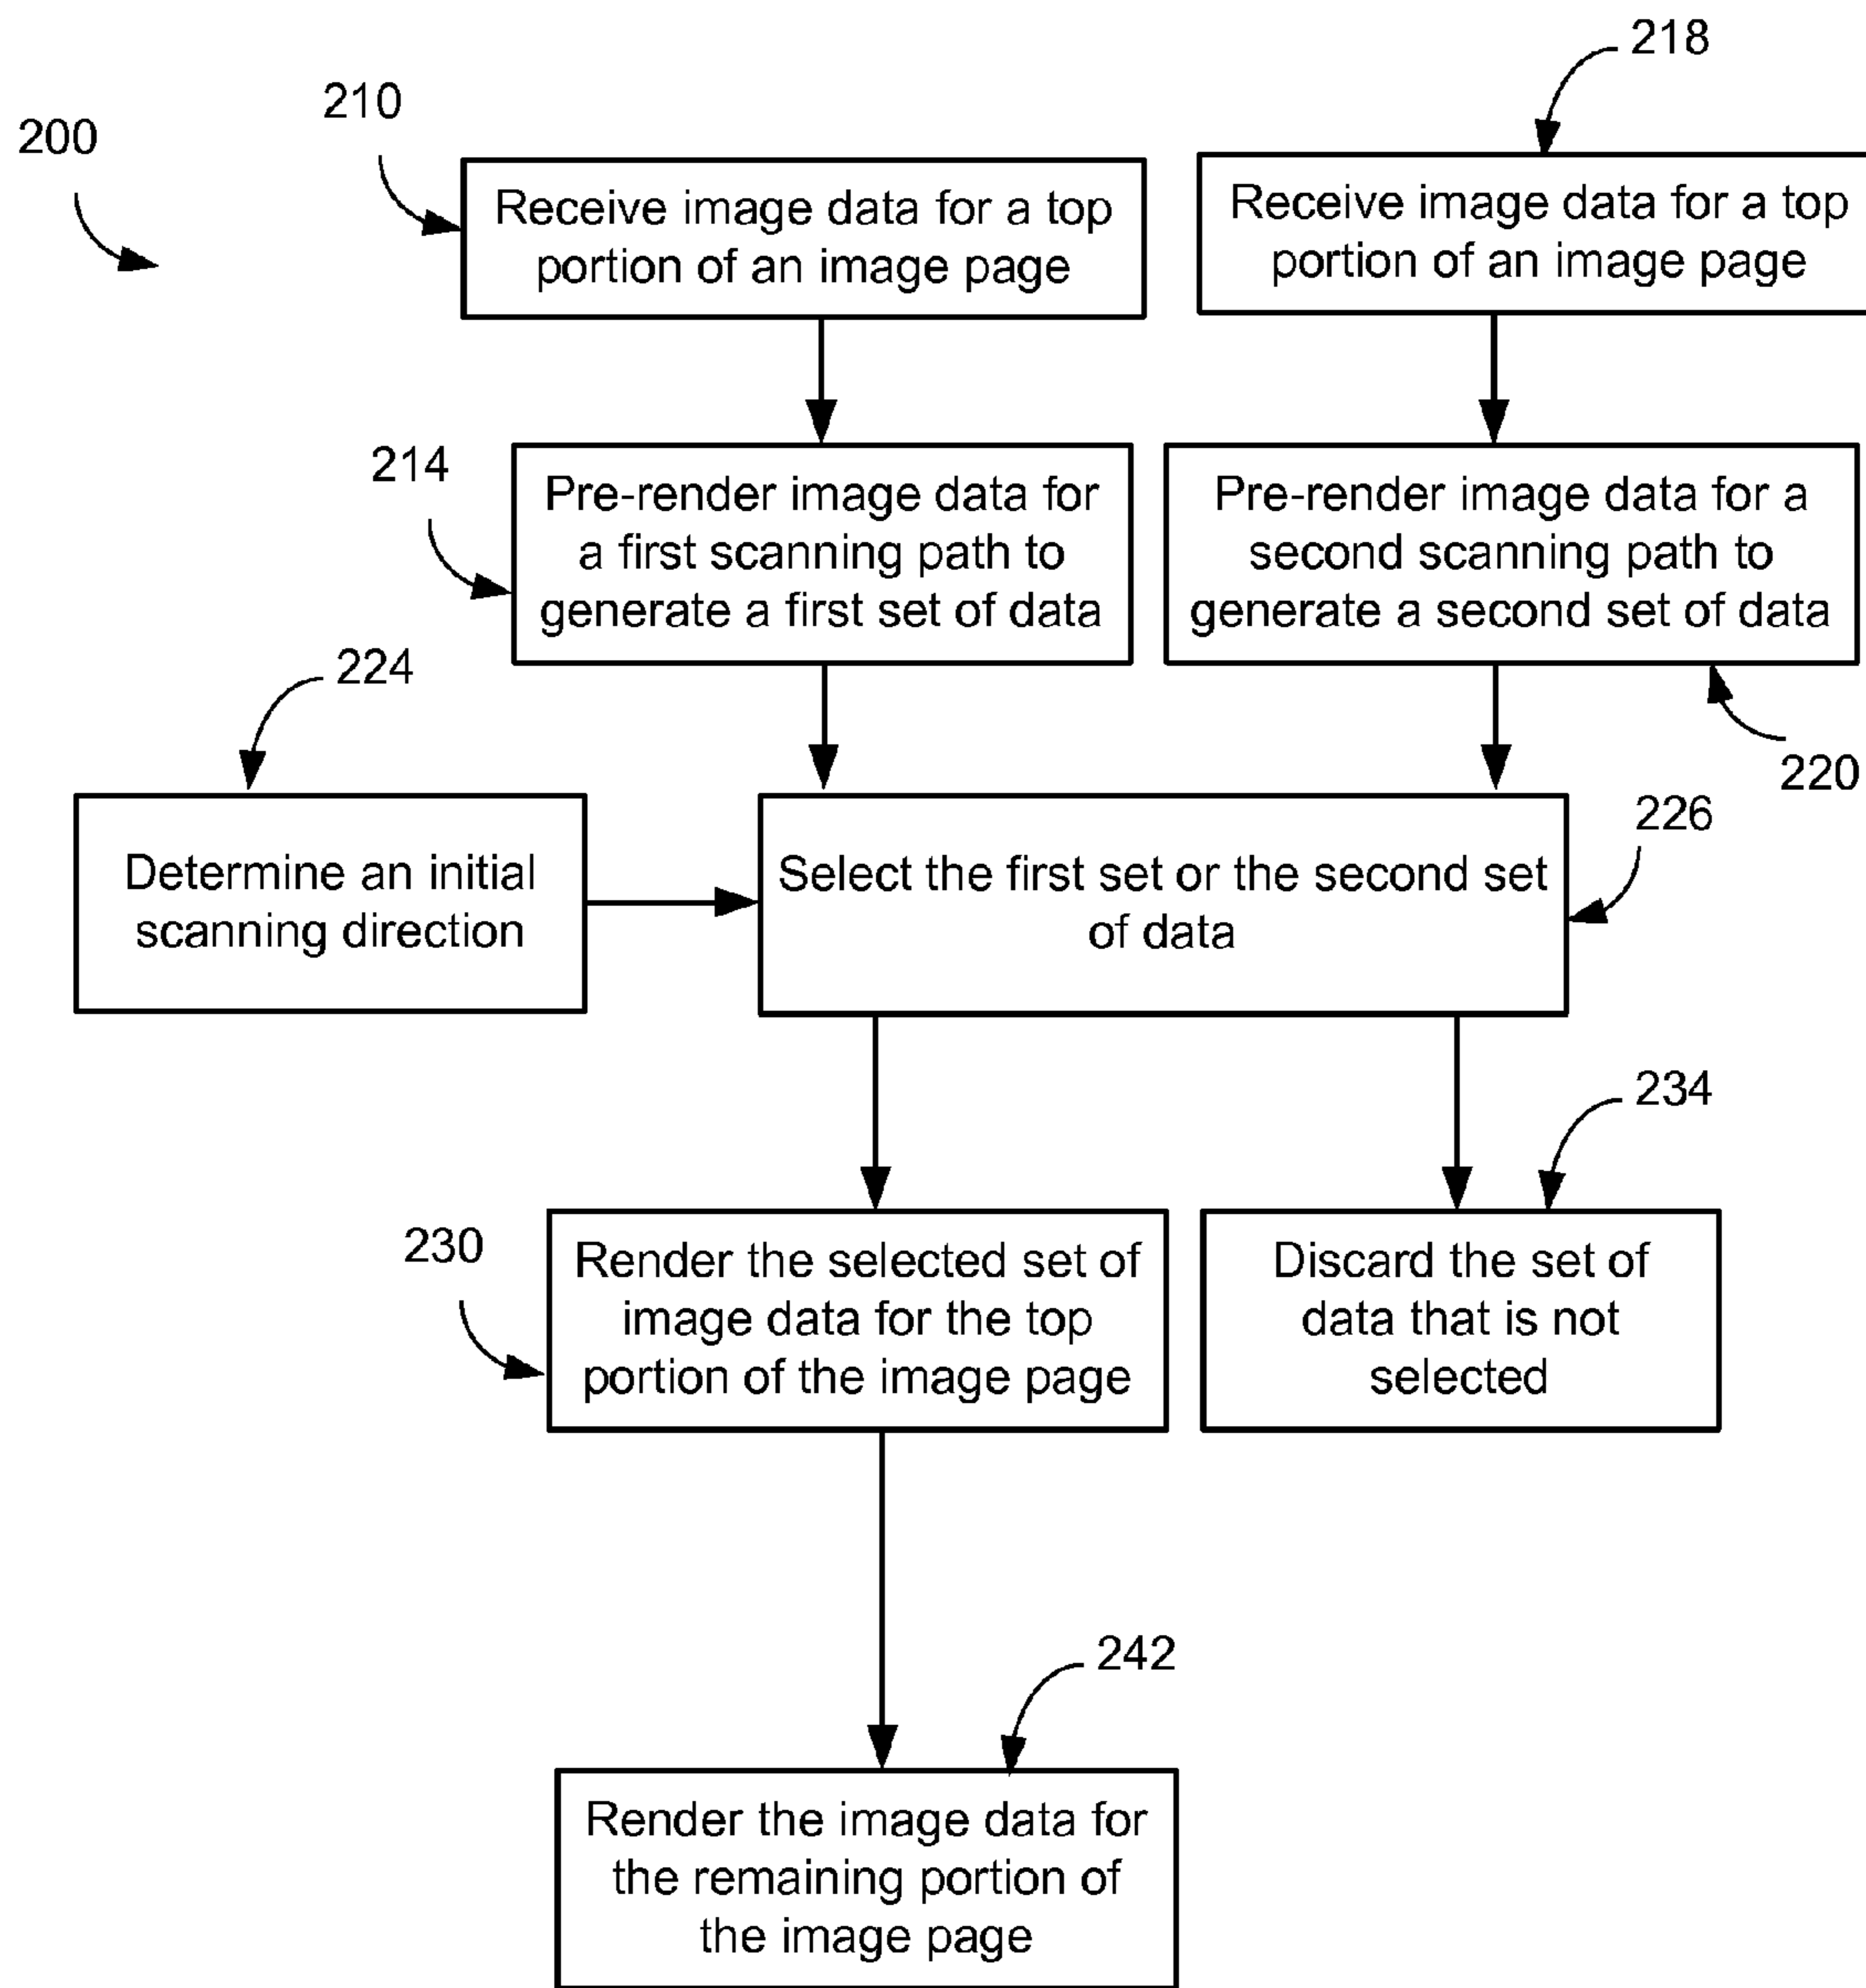 218
210
200
Receive image data for a top
portion of an image page
Receive image data for a top
portion of an image page
214
Pre-render image data for
a first scanning path to
generate a first set of data
Pre-render image data for a
second scanning path to
generate a second set of data
224
220
226
Determine an initial
scanning direction
Select the first set or the second set
of data
234
230
Render the selected set of
image data for the top
portion of the image page
Discard the set of
data that is not
selected
242
Render the image data for
the remaining portion of
the image page